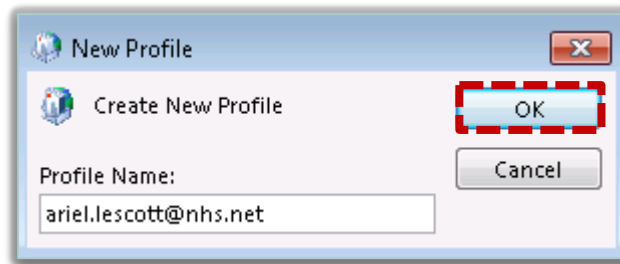 New Profile
Create New Profile
OK
Profile Name:
Cancel
ariel.lescott@nhs.net